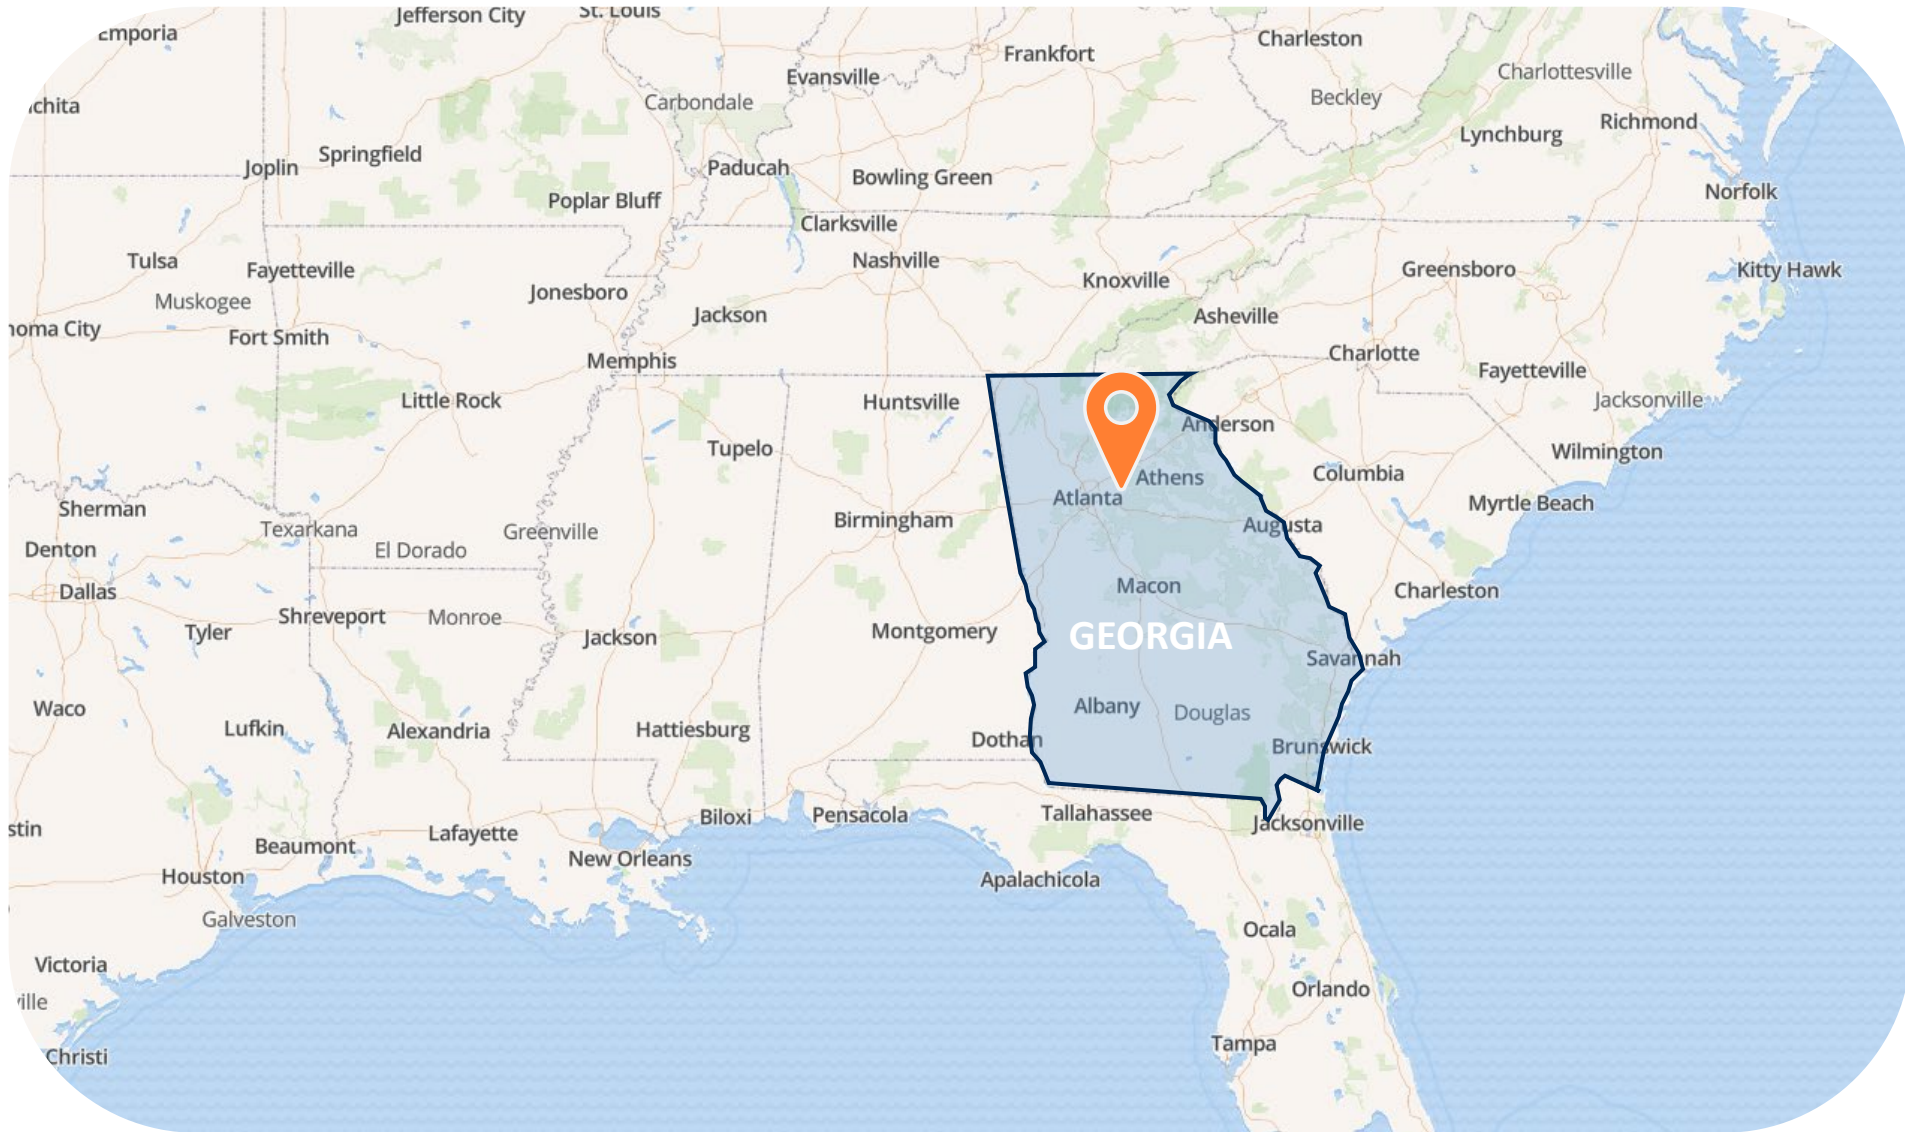 Jefferson City
St. Louis
Emporia
Frankfort
Charleston
Evansville
Charlottesville
Carbondale
Beckley
ichita
Richmond
Lynchburg
Springfield
Joplin
Paducah
Bowling Green
Poplar Bluff
Norfolk
Clarksville
Tulsa
Fayetteville
Nashville
Knoxville
Greensboro
Kitty Hawk
Muskogee
Jonesboro
Jackson
Asheville
homa City
Fort Smith
Memphis
Charlotte
Fayetteville
Little Rock
Huntsville
Jacksonville
Anderson
Tupelo
Wilmington
Athens
Columbia
Atlanta
Myrtle Beach
Sherman
Texarkana
Greenville
Birmingham
Augusta
Denton
El Dorado
Dallas
Macon
Charleston
Shreveport
Monroe
Tyler
Jackson
Montgomery
GEORGIA
Savannah
Waco
Albany
Douglas
Lufkin
Alexandria
Hattiesburg
Dothan
Brunswick
stin
Beaumont
Lafayette
Biloxi
Pensacola
Tallahassee
Jacksonville
New Orleans
Houston
Apalachicola
Galveston
Ocala
Victoria
ville
Orlando
Christi
Tampa